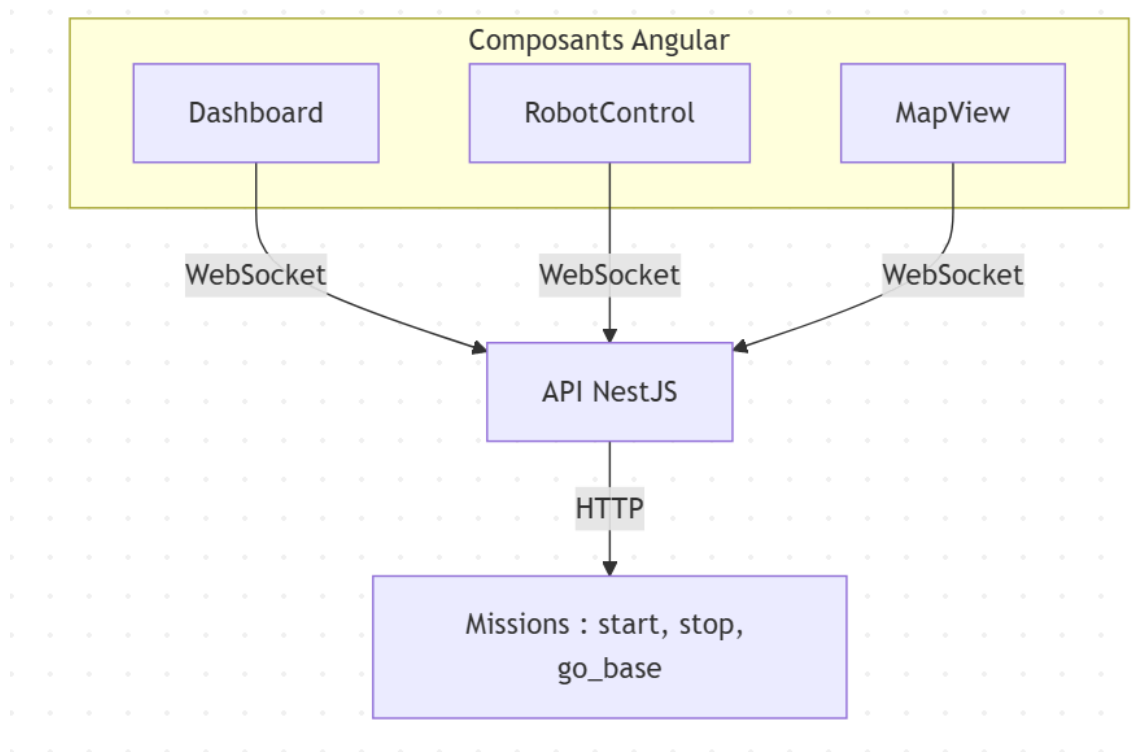 Composants Angular
Dashboard
RobotControl
MapView
WebSocket
WebSocket
WebSocket
API NestJS
HTTP
Missions : start, stop,
go_base